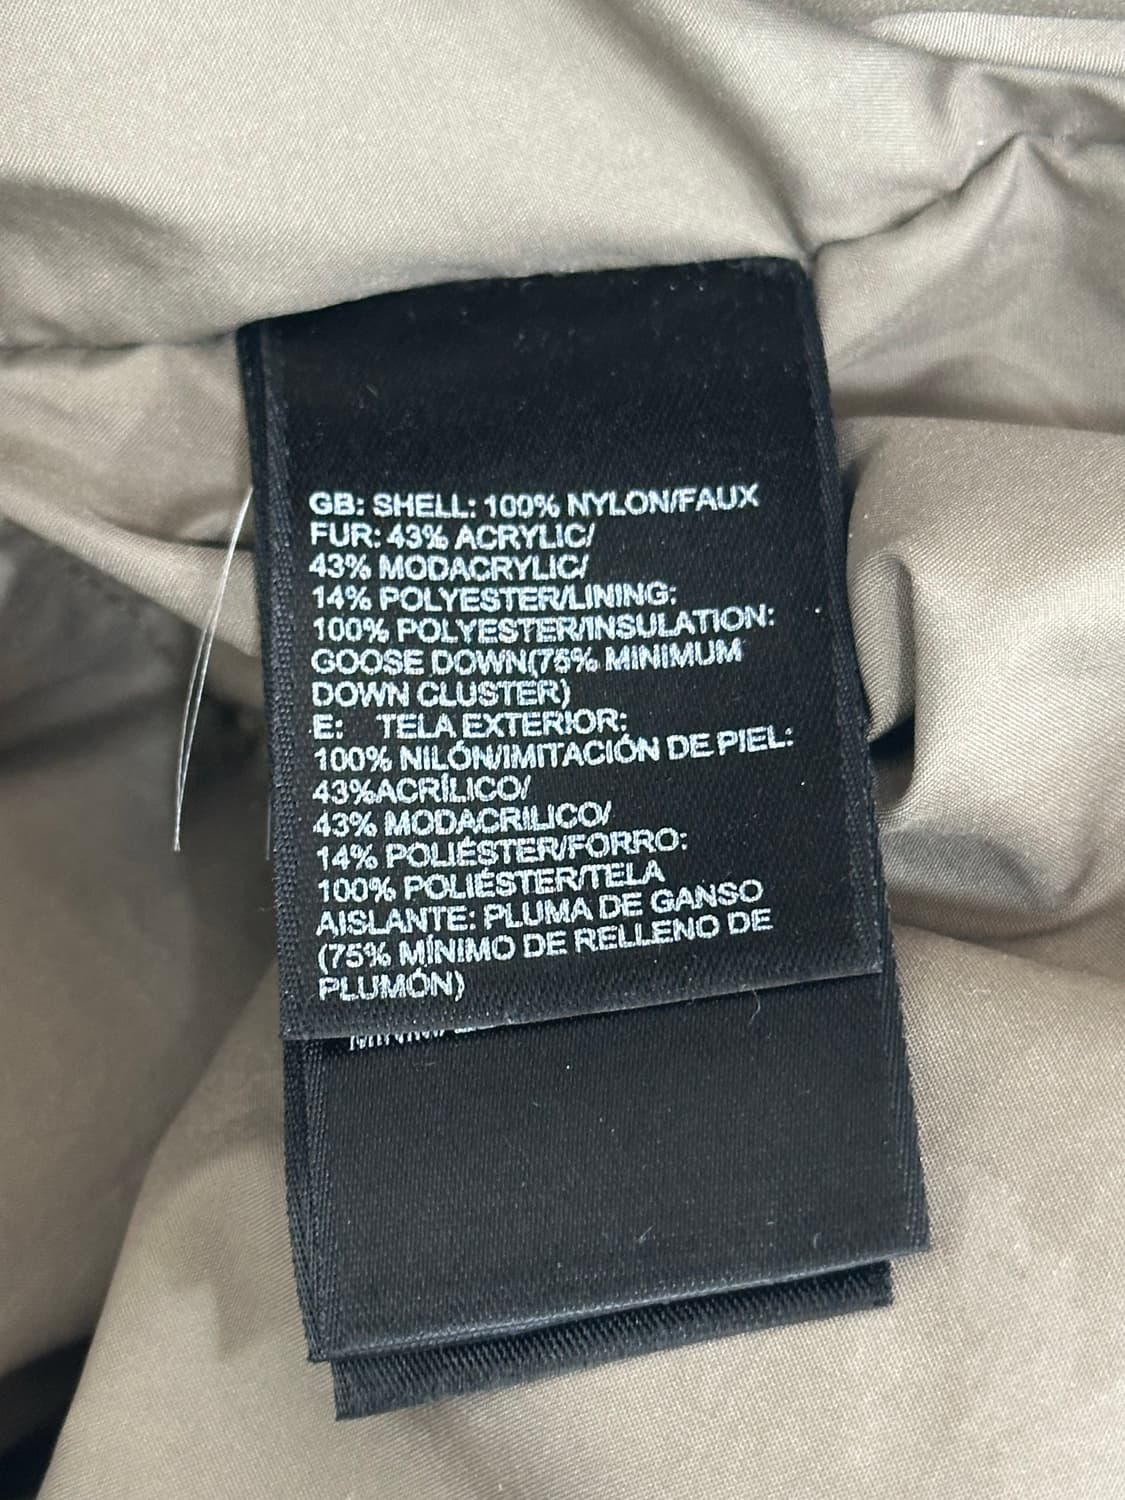 GB: SHELL: 100% NYLON/FAUX
FUR: 43% ACRYLIC/
43% MODACRYLIC/
14% POLYESTER/LINING:
100% POLYESTER/INSULATION:
GOOSE DOWN(75% MINIMUM
DOWN CLUSTER)
E: TELA EXTERIOR:
100% NILÓN/IMITACIÓN DE PIEL:
43%ACRÍLICO/
43% MODACRILICO/
14% POLIÉSTER/FORRO:
100% POLIÉSTER/TELA
AISLANTE: PLUMA DE GANSO
(75% MÍNIMO DE RELLENO DE
PLUMÓN)